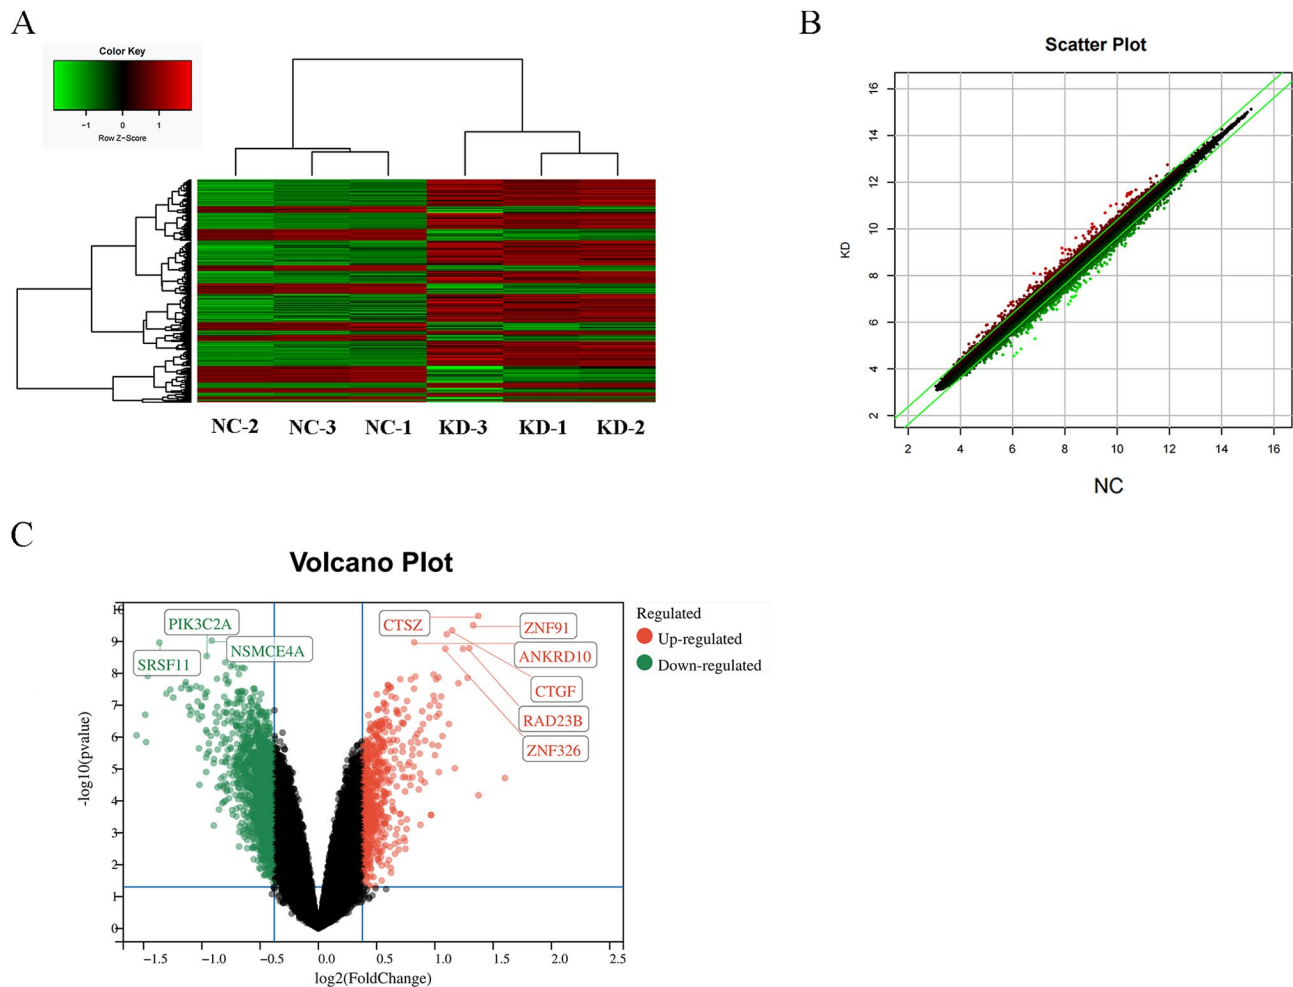 A
Color Key
−1 0 1
Row Z−Score
NC-2 NC-3 NC-1 KD-3 KD-1 KD-2
B
Scatter Plot
16
14
12
10
8
6
4
2
KD
2 4 6 8 10 12 14 16
NC
C
Volcano Plot
10
9
8
7
6
5
4
3
2
1
0
-log10(pvalue)
PIK3C2A
NSMCE4A
SRSF11
CTSZ
ZNF91
ANKRD10
CTGF
RAD23B
ZNF326
Regulated
Up-regulated
Down-regulated
−1.5 −1.0 −0.5 0.0 0.5 1.0 1.5 2.0 2.5
log2(FoldChange)